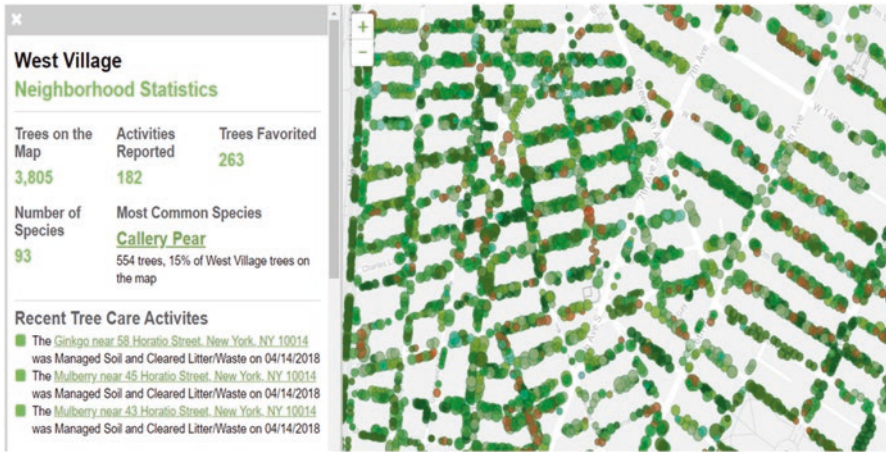 West Village
Neighborhood Statistics
Trees on the
Map
3,805
Activities
Reported
182
Trees Favorited
263
Number of
Species
93
Most Common Species
Callery Pear
554 trees, 15% of West Village trees on
the map
Recent Tree Care Activites
The Ginkgo near 58 Horatio Street, New York, NY 10014
was Managed Soil and Cleared Litter/Waste on 04/14/2018
The Mulberry near 45 Horatio Street, New York, NY 10014
was Managed Soil and Cleared Litter/Waste on 04/14/2018
The Mulberry near 43 Horatio Street, New York, NY 10014
was Managed Soil and Cleared Litter/Waste on 04/14/2018
+
−
7th Ave
W 14th
Charles
Ave S